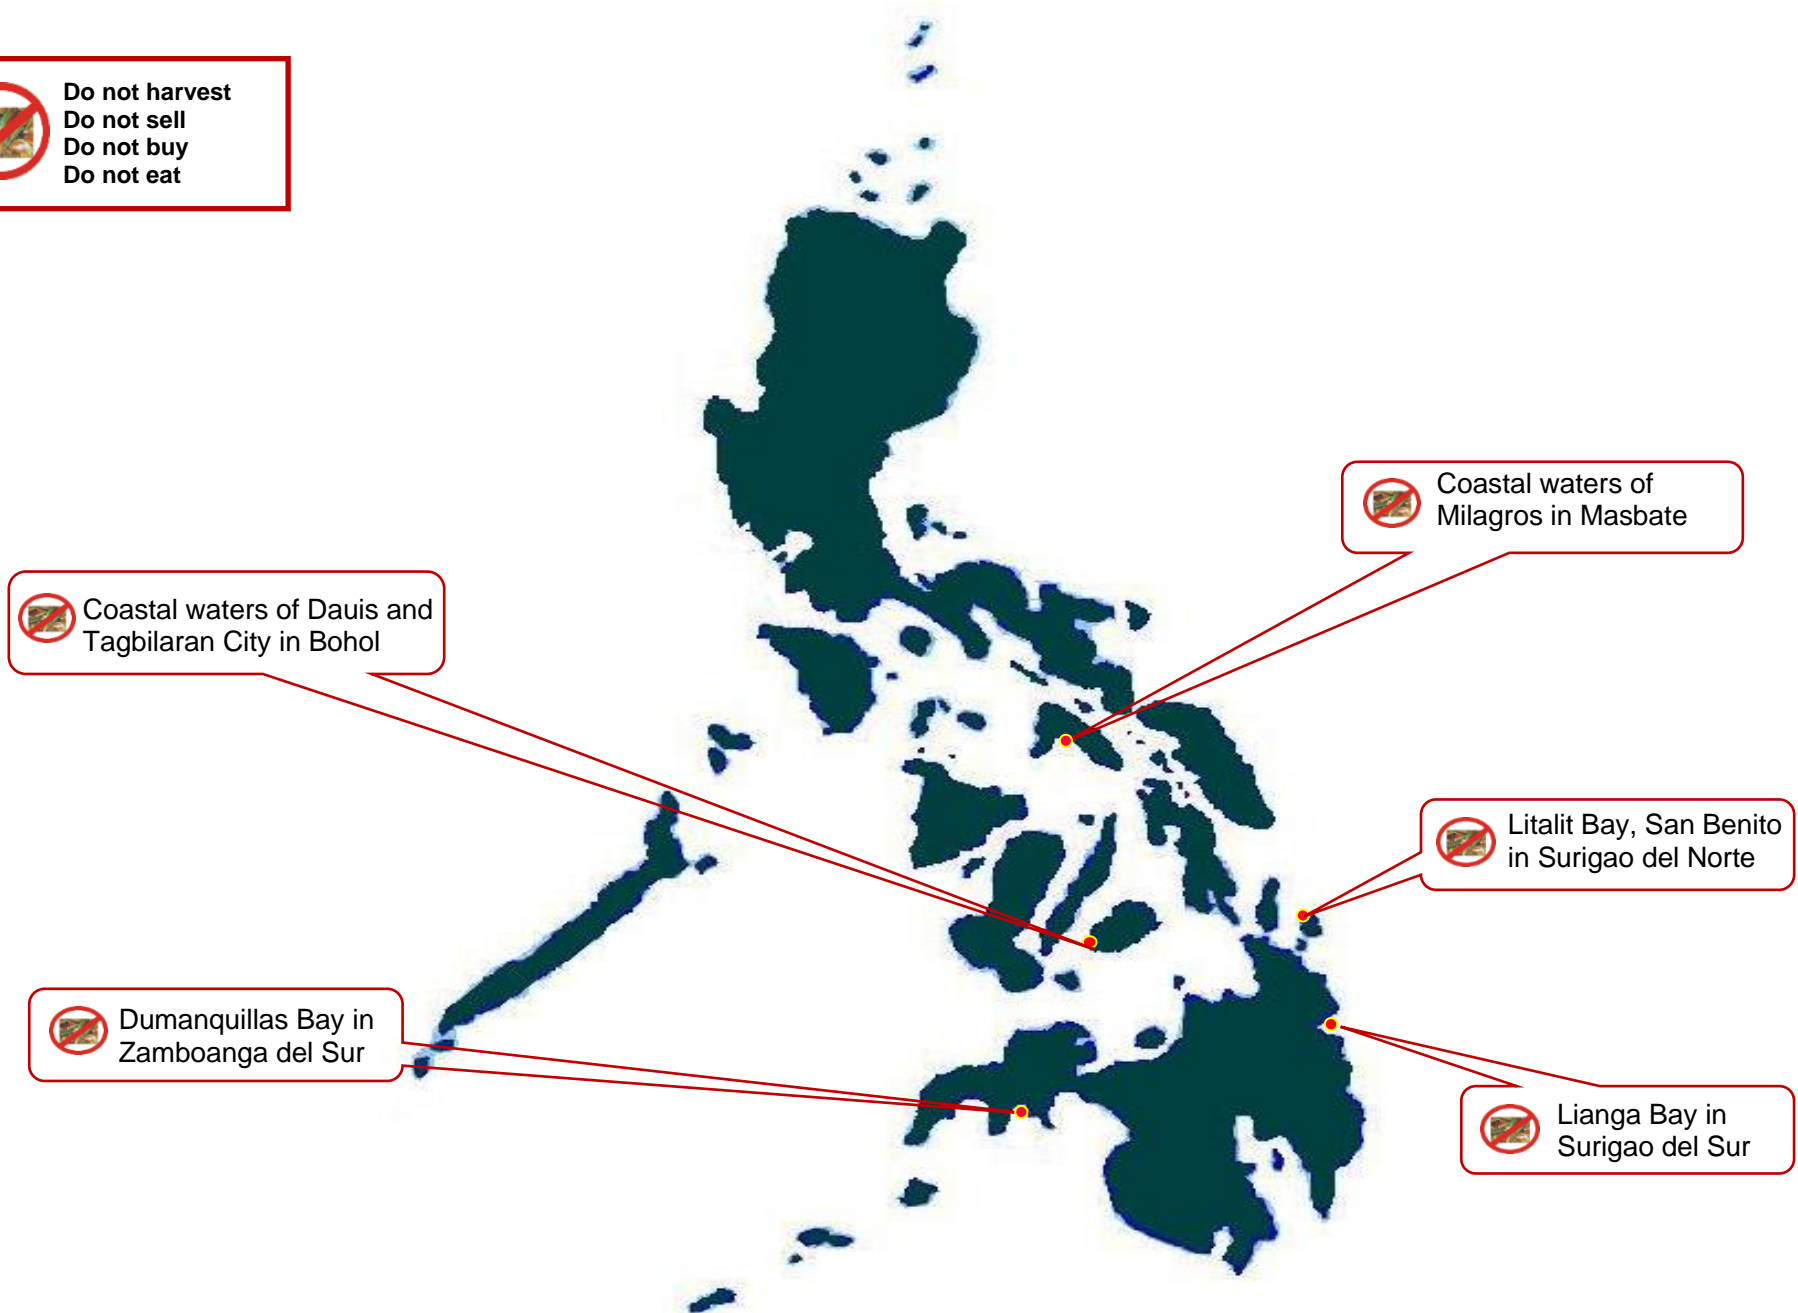 Do not harvest
Do not sell
Do not buy
Do not eat
Coastal waters of
Milagros in Masbate
Coastal waters of Dauis and
Tagbilaran City in Bohol
Litalit Bay, San Benito
in Surigao del Norte
Dumanquillas Bay in
Zamboanga del Sur
Lianga Bay in
Surigao del Sur